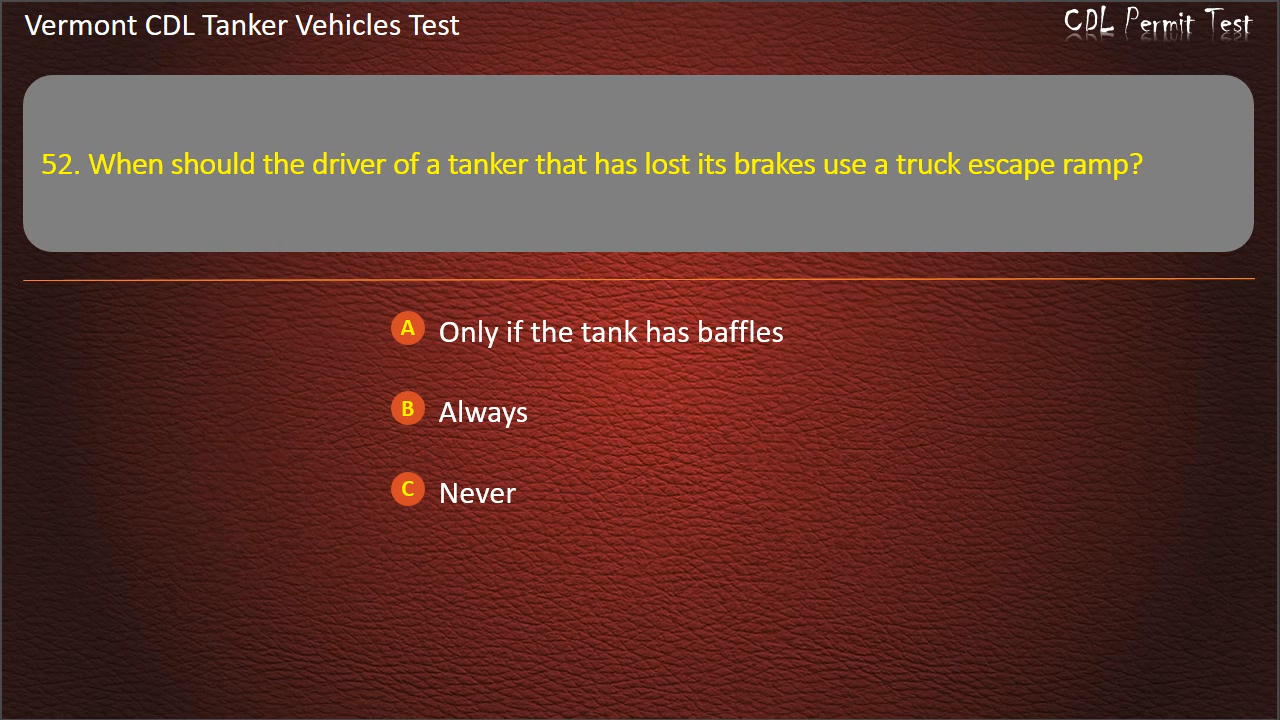 Vermont CDL Tanker Vehicles Test
CDL Permit Test
52. When should the driver of a tanker that has lost its brakes use a truck escape ramp?
A Only if the tank has baffles
B Always
C Never